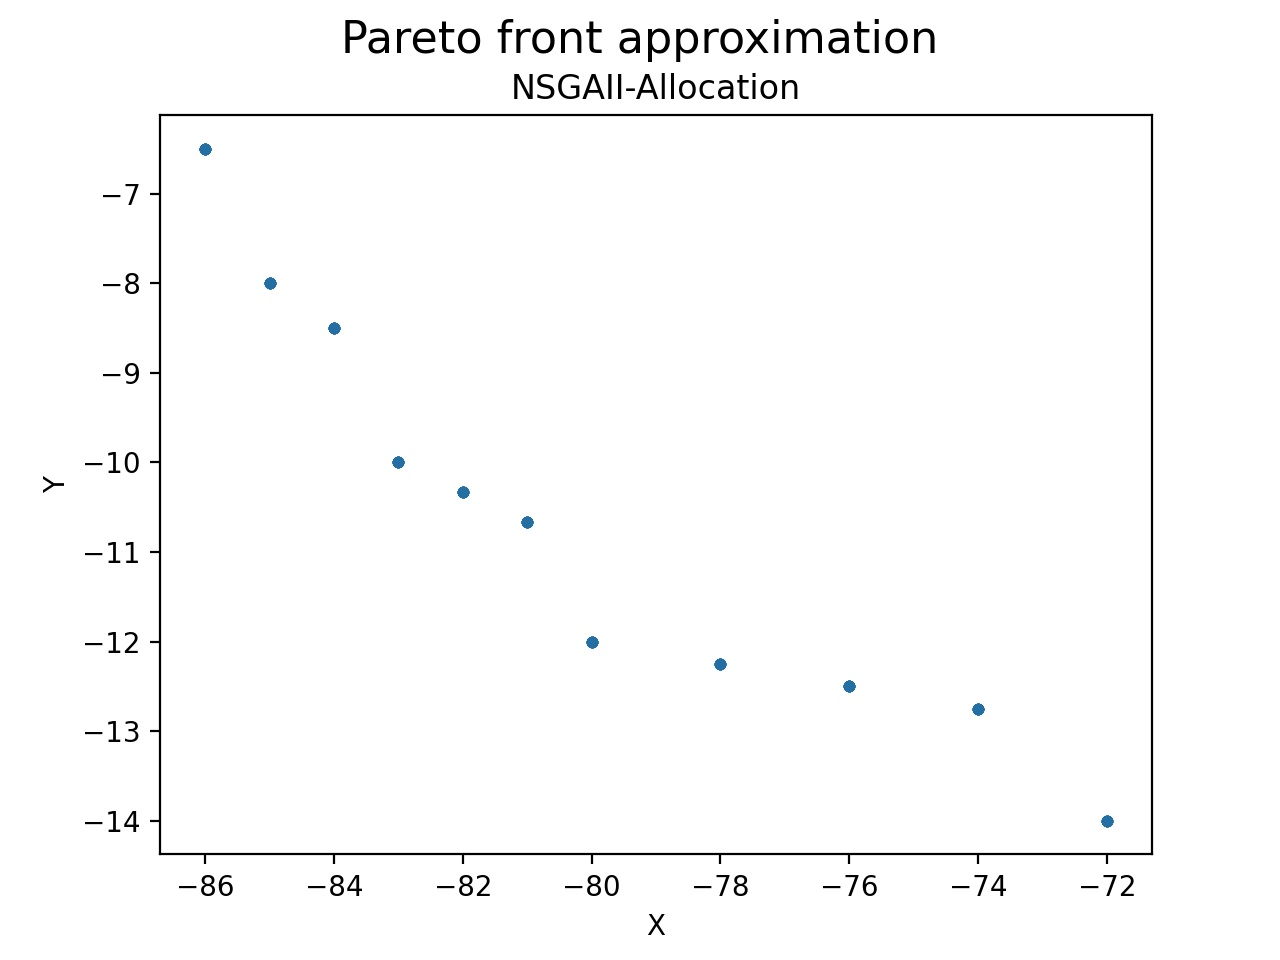 Pareto front approximation
NSGAII-Allocation
−7
−8
−9
−10
−11
−12
−13
−14
Y
−86 −84 −82 −80 −78 −76 −74 −72
X